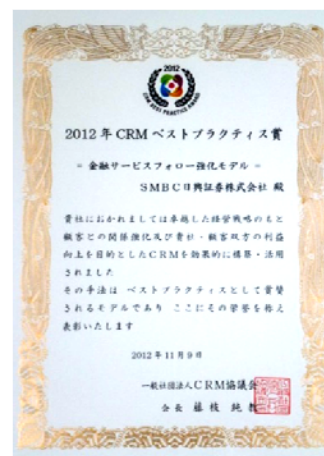 2012
CRM BEST PRACTICE AWARD
2012年 CRM ベストプラクティス賞
= 金融サービスフォロー強化モデル =
SMBC日興証券株式会社 殿
貴社におかれましては卓越した経営戦略のもと
顧客との関係強化及び貴社・顧客双方の利益
向上を目的としたCRMを効果的に構築・活用
されました
その手法は ベストプラクティスとして賞賛
されるモデルであり ここにその栄誉を称え
表彰いたします
2012年11月9日
一般社団法人CRM協議会
会長 藤枝 純教